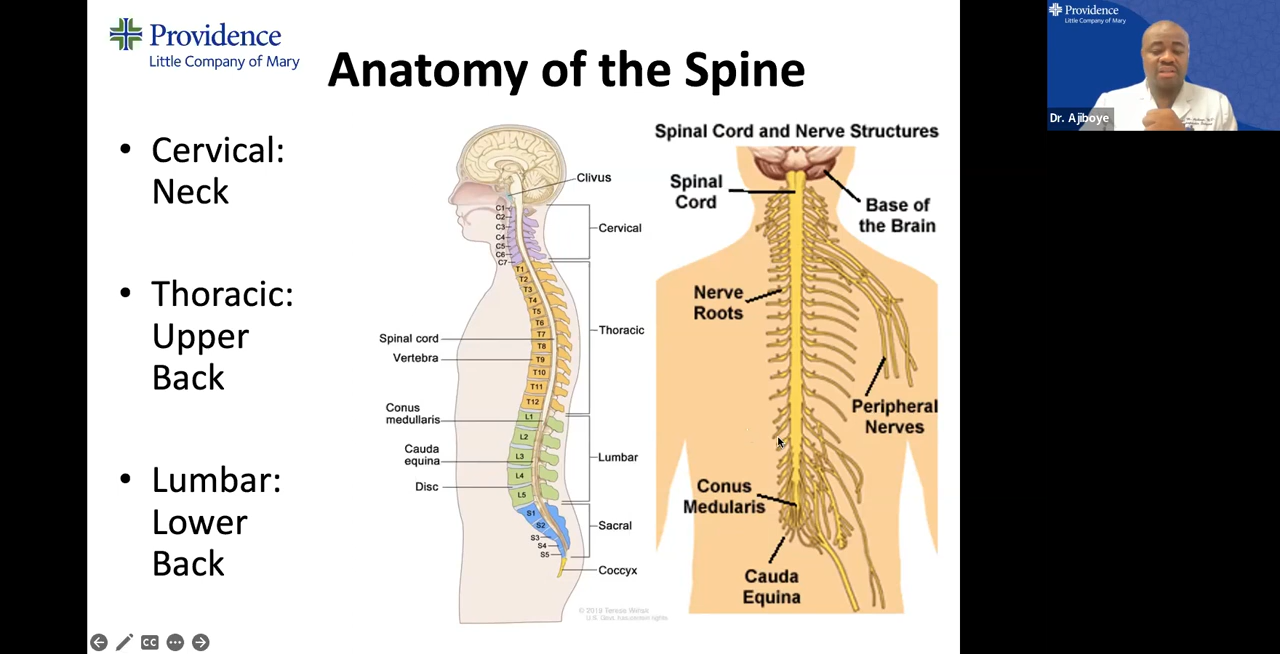 Providence
Little Company of Mary
Anatomy of the Spine
• Cervical:
Neck
• Thoracic:
Upper
Back
• Lumbar:
Lower
Back
Clivus
C1
C2
C3
C4
C5
C6
C7
Cervical
T1
T2
T3
T4
T5
T6
T7
T8
T9
T10
T11
T12
Thoracic
Spinal cord
Vertebra
Conus
medullaris
Cauda
equina
Disc
L1
L2
L3
L4
L5
Lumbar
S1
S2
S3
S4
S5
Sacral
Coccyx
© 2019 Terese Winslow
U.S. Govt. has certain rights
Spinal Cord and Nerve Structures
Spinal
Cord
Base of
the Brain
Nerve
Roots
Peripheral
Nerves
Conus
Medularis
Cauda
Equina
CC
Providence
Little Company of Mary
Dr. Ajiboye